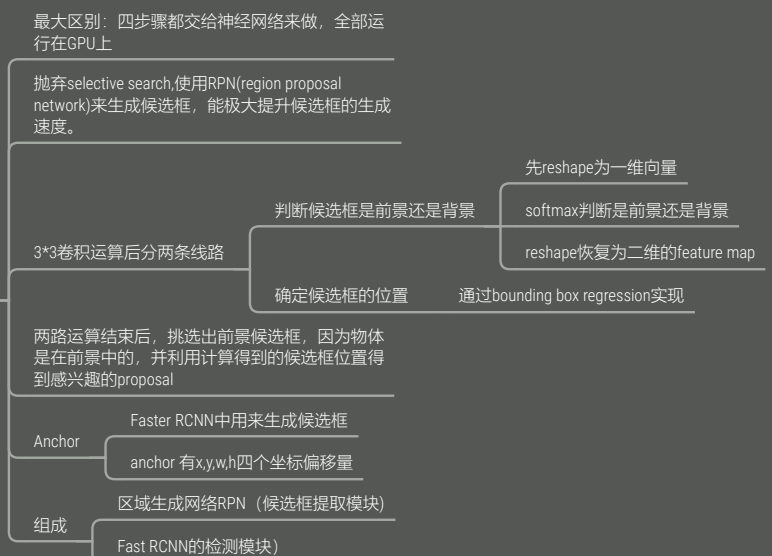 最大区别：四步骤都交给神经网络来做，全部运
行在GPU上
抛弃selective search,使用RPN(region proposal
network)来生成候选框，能极大提升候选框的生成
速度。
先reshape为一维向量
判断候选框是前景还是背景
softmax判断是前景还是背景
3*3卷积运算后分两条线路
reshape恢复为二维的feature map
确定候选框的位置
通过bounding box regression实现
两路运算结束后，挑选出前景候选框，因为物体
是在前景中的，并利用计算得到的候选框位置得
到感兴趣的proposal
Faster RCNN中用来生成候选框
Anchor
anchor 有x,y,w,h四个坐标偏移量
区域生成网络RPN（候选框提取模块)
组成
Fast RCNN的检测模块）